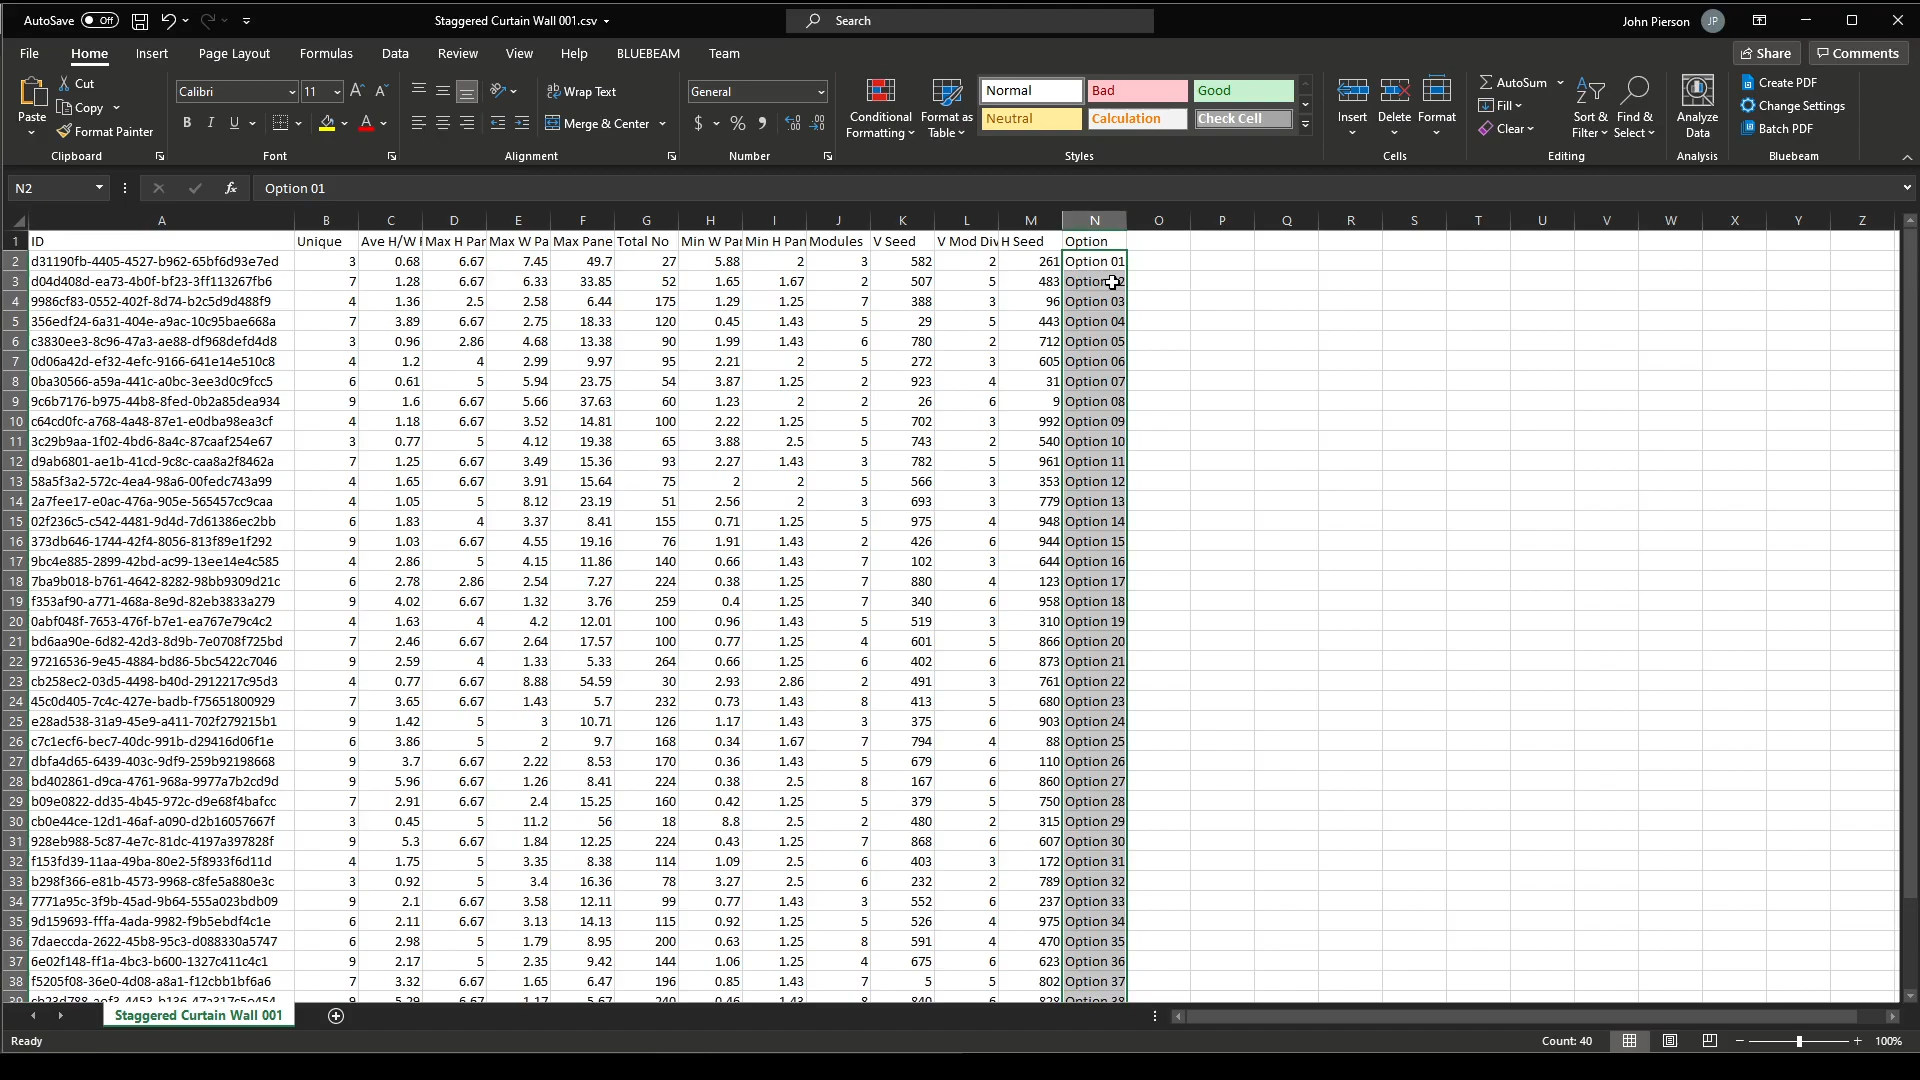 AutoSave Off Staggered Curtain Wall 001.csv Search John Pierson JP
File Home Insert Page Layout Formulas Data Review View Help BLUEBEAM Team Share Comments
Paste Cut Copy Format Painter Clipboard
Calibri 11 B I U A Font
Wrap Text Merge & Center Alignment
General $ % Number
Conditional Formatting Format as Table Normal Bad Good Neutral Calculation Check Cell Styles
Insert Delete Format Cells
AutoSum Fill Clear Sort & Filter Find & Select Editing
Analyze Data Analysis
Create PDF Change Settings Batch PDF Bluebeam
N2 fx Option 01
A B C D E F G H I J K L M N O P Q R S T U V W X Y Z
1 ID Unique Ave H/W Max H Par Max W Pa Max Pane Total No Min W Par Min H Pan Modules V Seed V Mod Div H Seed Option
2 d31190fb-4405-4527-b962-65bf6d93e7ed 3 0.68 6.67 7.45 49.7 27 5.88 2 3 582 2 261 Option 01
3 d04d408d-ea73-4b0f-bf23-3ff113267fb6 7 1.28 6.67 6.33 33.85 52 1.65 1.67 2 507 5 483
4 9986cf83-0552-402f-8d74-b2c5d9d488f9 4 1.36 2.5 2.58 6.44 175 1.29 1.25 7 388 3 96 Option 03
5 356edf24-6a31-404e-a9ac-10c95bae668a 7 3.89 6.67 2.75 18.33 120 0.45 1.43 5 29 5 443 Option 04
6 c3830ee3-8c96-47a3-ae88-df968defd4d8 3 0.96 2.86 4.68 13.38 90 1.99 1.43 6 780 2 712 Option 05
7 0d06a42d-ef32-4efc-9166-641e14e510c8 4 1.2 4 2.99 9.97 95 2.21 2 5 272 3 605 Option 06
8 0ba30566-a59a-441c-a0bc-3ee3d0c9fcc5 6 0.61 5 5.94 23.75 54 3.87 1.25 2 923 4 31 Option 07
9 9c6b7176-b975-44b8-8fed-0b2a85dea934 9 1.6 6.67 5.66 37.63 60 1.23 2 2 26 6 9 Option 08
10 c64cd0fc-a768-4a48-87e1-e0dba98ea3cf 4 1.18 6.67 3.52 14.81 100 2.22 1.25 5 702 3 992 Option 09
11 3c29b9aa-1f02-4bd6-8a4c-87caaf254e67 3 0.77 5 4.12 19.38 65 3.88 2.5 5 743 2 540 Option 10
12 d9ab6801-ae1b-41cd-9c8c-caa8a2f8462a 7 1.25 6.67 3.49 15.36 93 2.27 1.43 3 782 5 961 Option 11
13 58a5f3a2-572c-4ea4-98a6-00fedc743a99 4 1.65 6.67 3.91 15.64 75 2 2 5 566 3 353 Option 12
14 2a7fee17-e0ac-476a-905e-565457cc9caa 4 1.05 5 8.12 23.19 51 2.56 2 3 693 3 779 Option 13
15 02f236c5-c542-4481-9d4d-7d61386ec2bb 6 1.83 4 3.37 8.41 155 0.71 1.25 5 975 4 948 Option 14
16 373db646-1744-42f4-8056-813f89e1f292 9 1.03 6.67 4.55 19.16 76 1.91 1.43 2 426 6 944 Option 15
17 9bc4e885-2899-42bd-ac99-13ee14e4c585 4 2.86 5 4.15 11.86 140 0.66 1.43 7 102 3 644 Option 16
18 7ba9b018-b761-4642-8282-98bb9309d21c 6 2.78 2.86 2.54 7.27 224 0.38 1.25 7 880 4 123 Option 17
19 f353af90-a771-468a-8e9d-82eb3833a279 9 4.02 6.67 1.32 3.76 259 0.4 1.25 7 340 6 958 Option 18
20 0abf048f-7653-476f-b7e1-ea767e79c4c2 4 1.63 4 4.2 12.01 100 0.96 1.43 5 519 3 310 Option 19
21 bd6aa90e-6d82-42d3-8d9b-7e0708f725bd 7 2.46 6.67 2.64 17.57 100 0.77 1.25 4 601 5 866 Option 20
22 97216536-9e45-4884-bd86-5bc5422c7046 9 2.59 4 1.33 5.33 264 0.66 1.25 6 402 6 873 Option 21
23 cb258ec2-03d5-4498-b40d-2912217c95d3 4 0.77 6.67 8.88 54.59 30 2.93 2.86 2 491 3 761 Option 22
24 45c0d405-7c4c-427e-badb-f75651800929 7 3.65 6.67 1.43 5.7 232 0.73 1.43 8 413 5 680 Option 23
25 e28ad538-31a9-45e9-a411-702f279215b1 9 1.42 5 3 10.71 126 1.17 1.43 3 375 6 903 Option 24
26 c7c1ecf6-bec7-40dc-991b-d29416d06f1e 6 3.86 5 2 9.7 168 0.34 1.67 7 794 4 88 Option 25
27 dbfa4d65-6439-403c-9df9-259b92198668 9 3.7 6.67 2.22 8.53 170 0.36 1.43 5 679 6 110 Option 26
28 bd402861-d9ca-4761-968a-9977a7b2cd9d 9 5.96 6.67 1.26 8.41 224 0.38 2.5 8 167 6 860 Option 27
29 b09e0822-dd35-4b45-972c-d9e68f4bafcc 7 2.91 6.67 2.4 15.25 160 0.42 1.25 5 379 5 750 Option 28
30 cb0e44ce-12d1-46af-a090-d2b16057667f 3 0.45 5 11.2 56 18 8.8 2.5 2 480 2 315 Option 29
31 928eb988-5c87-4e7c-81dc-4197a397828f 9 5.3 6.67 1.84 12.25 224 0.43 1.25 7 868 6 607 Option 30
32 f153fd39-11aa-49ba-80e2-5f8933f6d11d 4 1.75 5 3.35 8.38 114 1.09 2.5 6 403 3 172 Option 31
33 b298f366-e81b-4573-9968-c8fe5a880e3c 3 0.92 5 3.4 16.36 78 3.27 2.5 6 232 2 789 Option 32
34 7771a95c-3f9b-45ad-9b64-555a023bdb09 9 2.1 6.67 3.58 12.11 99 0.77 1.43 3 552 6 237 Option 33
35 9d159693-fffa-4ada-9982-f9b5ebdf4c1e 6 2.11 6.67 3.13 14.13 115 0.92 1.25 5 526 4 975 Option 34
36 7daeccda-2622-45b8-95c3-d088330a5747 6 2.98 5 1.79 8.95 200 0.63 1.25 8 591 4 470 Option 35
37 6e02f148-ff1a-4bc3-b600-1327c411c4c1 9 2.17 5 2.35 9.42 144 1.06 1.25 4 675 6 623 Option 36
38 f5205f08-36e0-4d08-a8a1-f12cbb1bf6a6 7 3.32 6.67 1.65 6.47 196 0.85 1.43 7 5 5 802 Option 37
Staggered Curtain Wall 001
Ready Count: 40 100%